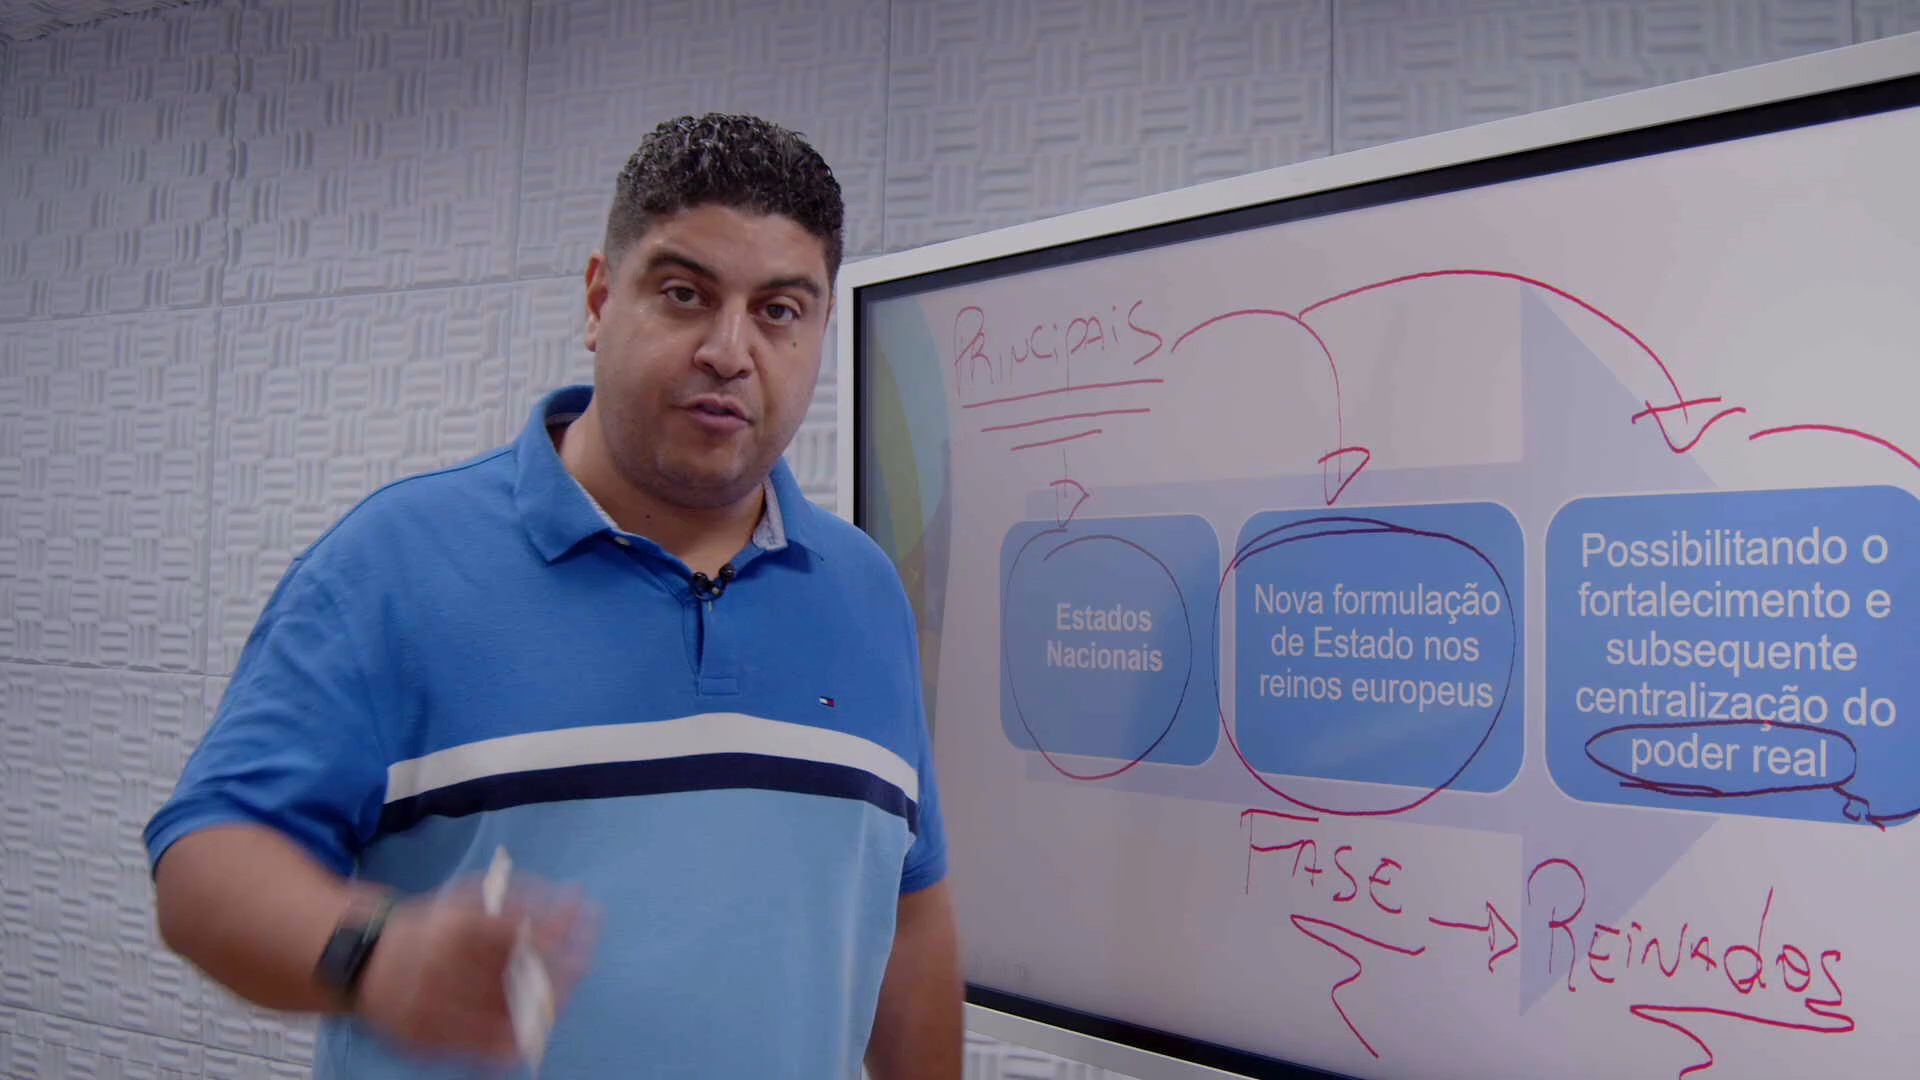 PRINCIPAIS
Estados
Nacionais
Nova formulação
de Estado nos
reinos europeus
Possibilitando o
fortalecimento e
subsequente
centralização do
poder real
FASE
REINADOS